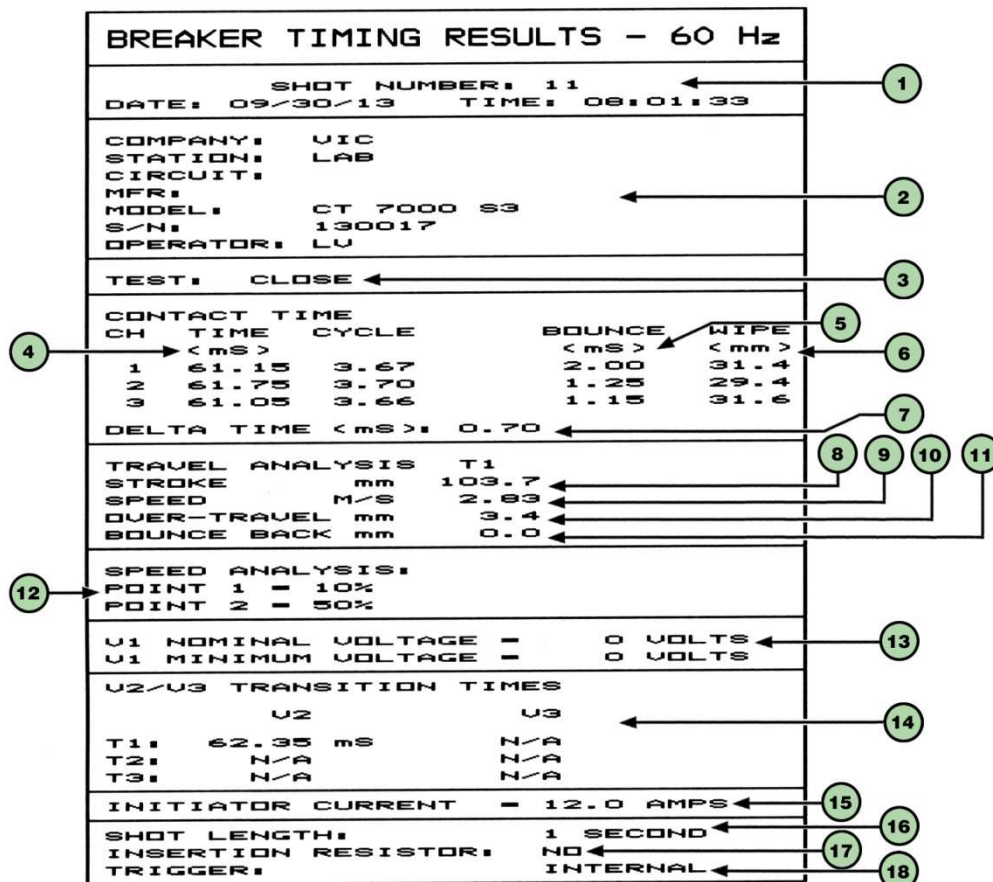 BREAKER TIMING RESULTS - 60 Hz
SHOT NUMBER: 11
1
DATE: 09/30/13 TIME: 08:01:33
COMPANY: VIC
STATION: LAB
CIRCUIT:
MFR:
2
MODEL: CT 7000 S3
S/N: 130017
OPERATOR: LV
TEST: CLOSE
3
CONTACT TIME
CH TIME CYCLE BOUNCE WIPE
5
4
<mS> <mS> <mm>
6
1 61.15 3.67 2.00 31.4
2 61.75 3.70 1.25 29.4
3 61.05 3.66 1.15 31.6
7
DELTA TIME <mS>: 0.70
8 9 10 11
TRAVEL ANALYSIS T1
STROKE mm 103.7
SPEED M/S 2.83
OVER-TRAVEL mm 3.4
BOUNCE BACK mm 0.0
SPEED ANALYSIS:
12
POINT 1 = 10%
POINT 2 = 50%
V1 NOMINAL VOLTAGE = 0 VOLTS
13
V1 MINIMUM VOLTAGE = 0 VOLTS
V2/V3 TRANSITION TIMES
V2 V3
14
T1: 62.35 mS N/A
T2: N/A N/A
T3: N/A N/A
INITIATOR CURRENT = 12.0 AMPS
15
SHOT LENGTH: 1 SECOND
16
INSERTION RESISTOR: NO
17
TRIGGER: INTERNAL
18